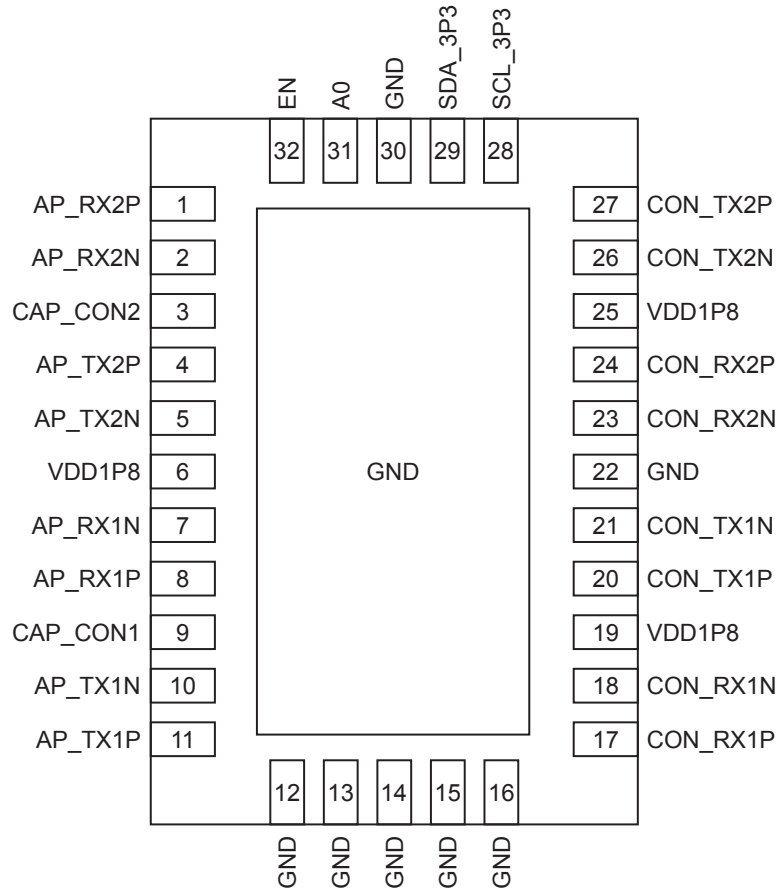 EN A0 GND SDA_3P3 SCL_3P3
32 31 30 29 28
AP_RX2P 1 27 CON_TX2P
AP_RX2N 2 26 CON_TX2N
CAP_CON2 3 25 VDD1P8
AP_TX2P 4 24 CON_RX2P
AP_TX2N 5 23 CON_RX2N
VDD1P8 6 GND 22 GND
AP_RX1N 7 21 CON_TX1N
AP_RX1P 8 20 CON_TX1P
CAP_CON1 9 19 VDD1P8
AP_TX1N 10 18 CON_RX1N
AP_TX1P 11 17 CON_RX1P
12 13 14 15 16
GND GND GND GND GND